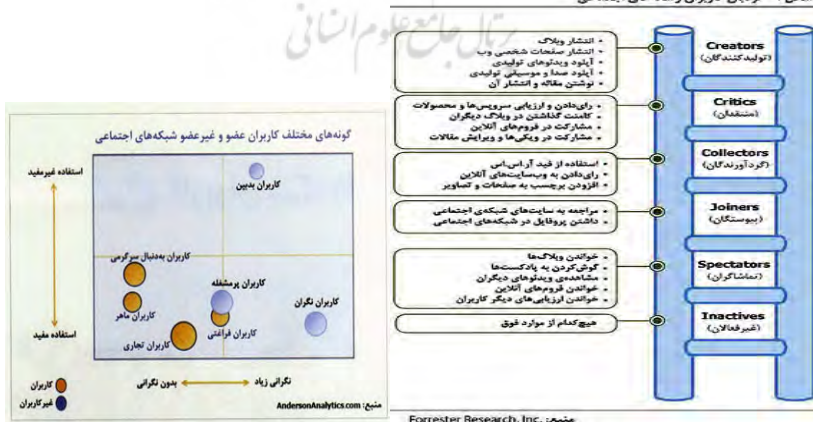 پرتال جامع علوم انسانی
Creators
(تولیدکنندگان)
• انتشار وبلاگ
• انتشار صفحات شخصی وب
• آپلود ویدئوهای تولیدی
• آپلود صدا و موسیقی تولیدی
• نوشتن مقاله و انتشار آن
Critics
(منتقدان)
• رای‌دادن و ارزیابی سرویس‌ها و محصولات
• کامنت گذاشتن در وبلاگ دیگران
• مشارکت در فروم‌های آنلاین
• مشارکت در ویکی‌ها و ویرایش مقالات
Collectors
(گردآورندگان)
• استفاده از فید آر.اس.اس
• رای‌دادن به وب‌سایت‌های آنلاین
• افزودن برچسب به صفحات و تصاویر
Joiners
(پیوستگان)
• مراجعه به سایت‌های شبکه‌ی اجتماعی
• داشتن پروفایل در شبکه‌های اجتماعی
Spectators
(تماشاگران)
• خواندن وبلاگ‌ها
• گوش‌کردن به پادکست‌ها
• مشاهده‌ی ویدئوهای دیگران
• خواندن فروم‌های آنلاین
• خواندن ارزیابی‌های دیگر کاربران
Inactives
(غیرفعالان)
هیچ‌کدام از موارد فوق
منبع: Forrester Research, Inc.
گونه‌های مختلف کاربران عضو و غیرعضو شبکه‌های اجتماعی
استفاده غیرمفید
کاربران بدبین
کاربران به‌دنبال سرگرمی
کاربران پرمشغله
کاربران ماهر
کاربران نگران
کاربران فراغتی
کاربران تجاری
استفاده مفید
نگرانی زیاد
بدون نگرانی
کاربران
غیرکاربران
منبع: AndersonAnalytics.com